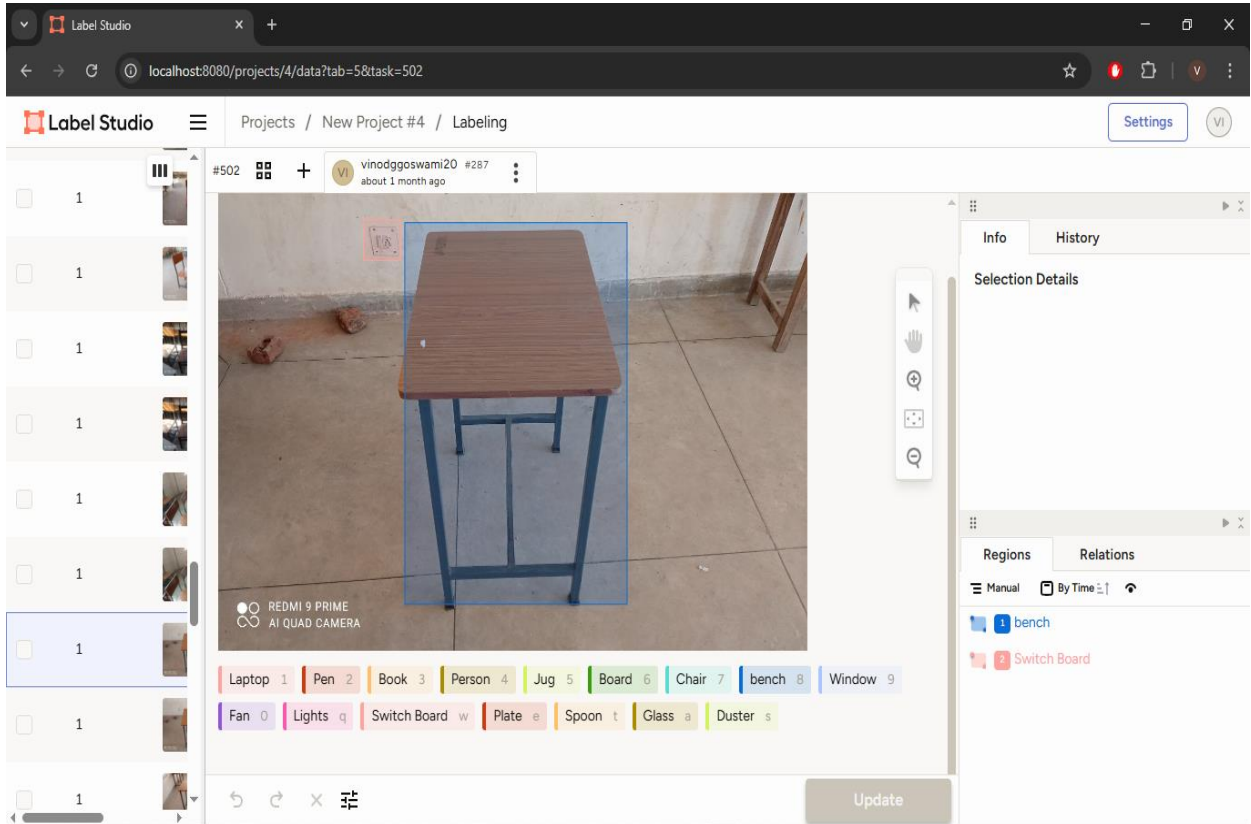 Label Studio
localhost:8080/projects/4/data?tab=5&task=502
V
Label Studio
Projects / New Project #4 / Labeling
Settings
VI
1
1
1
1
1
1
1
1
1
#502
VI
vinodggoswami20 #287
about 1 month ago
REDMI 9 PRIME
AI QUAD CAMERA
Laptop 1 Pen 2 Book 3 Person 4 Jug 5 Board 6 Chair 7 bench 8 Window 9
Fan 0 Lights q Switch Board w Plate e Spoon t Glass a Duster s
Update
Info History
Selection Details
Regions Relations
Manual By Time
1 bench
2 Switch Board